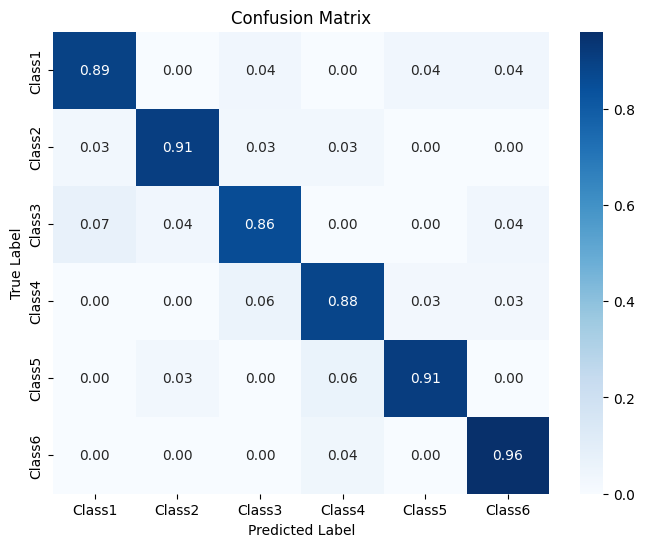 Confusion Matrix
Class1 0.89 0.00 0.04 0.00 0.04 0.04
Class2 0.03 0.91 0.03 0.03 0.00 0.00
Class3 0.07 0.04 0.86 0.00 0.00 0.04
Class4 0.00 0.00 0.06 0.88 0.03 0.03
Class5 0.00 0.03 0.00 0.06 0.91 0.00
Class6 0.00 0.00 0.00 0.04 0.00 0.96
Class1 Class2 Class3 Class4 Class5 Class6
Predicted Label
True Label
0.8
0.6
0.4
0.2
0.0